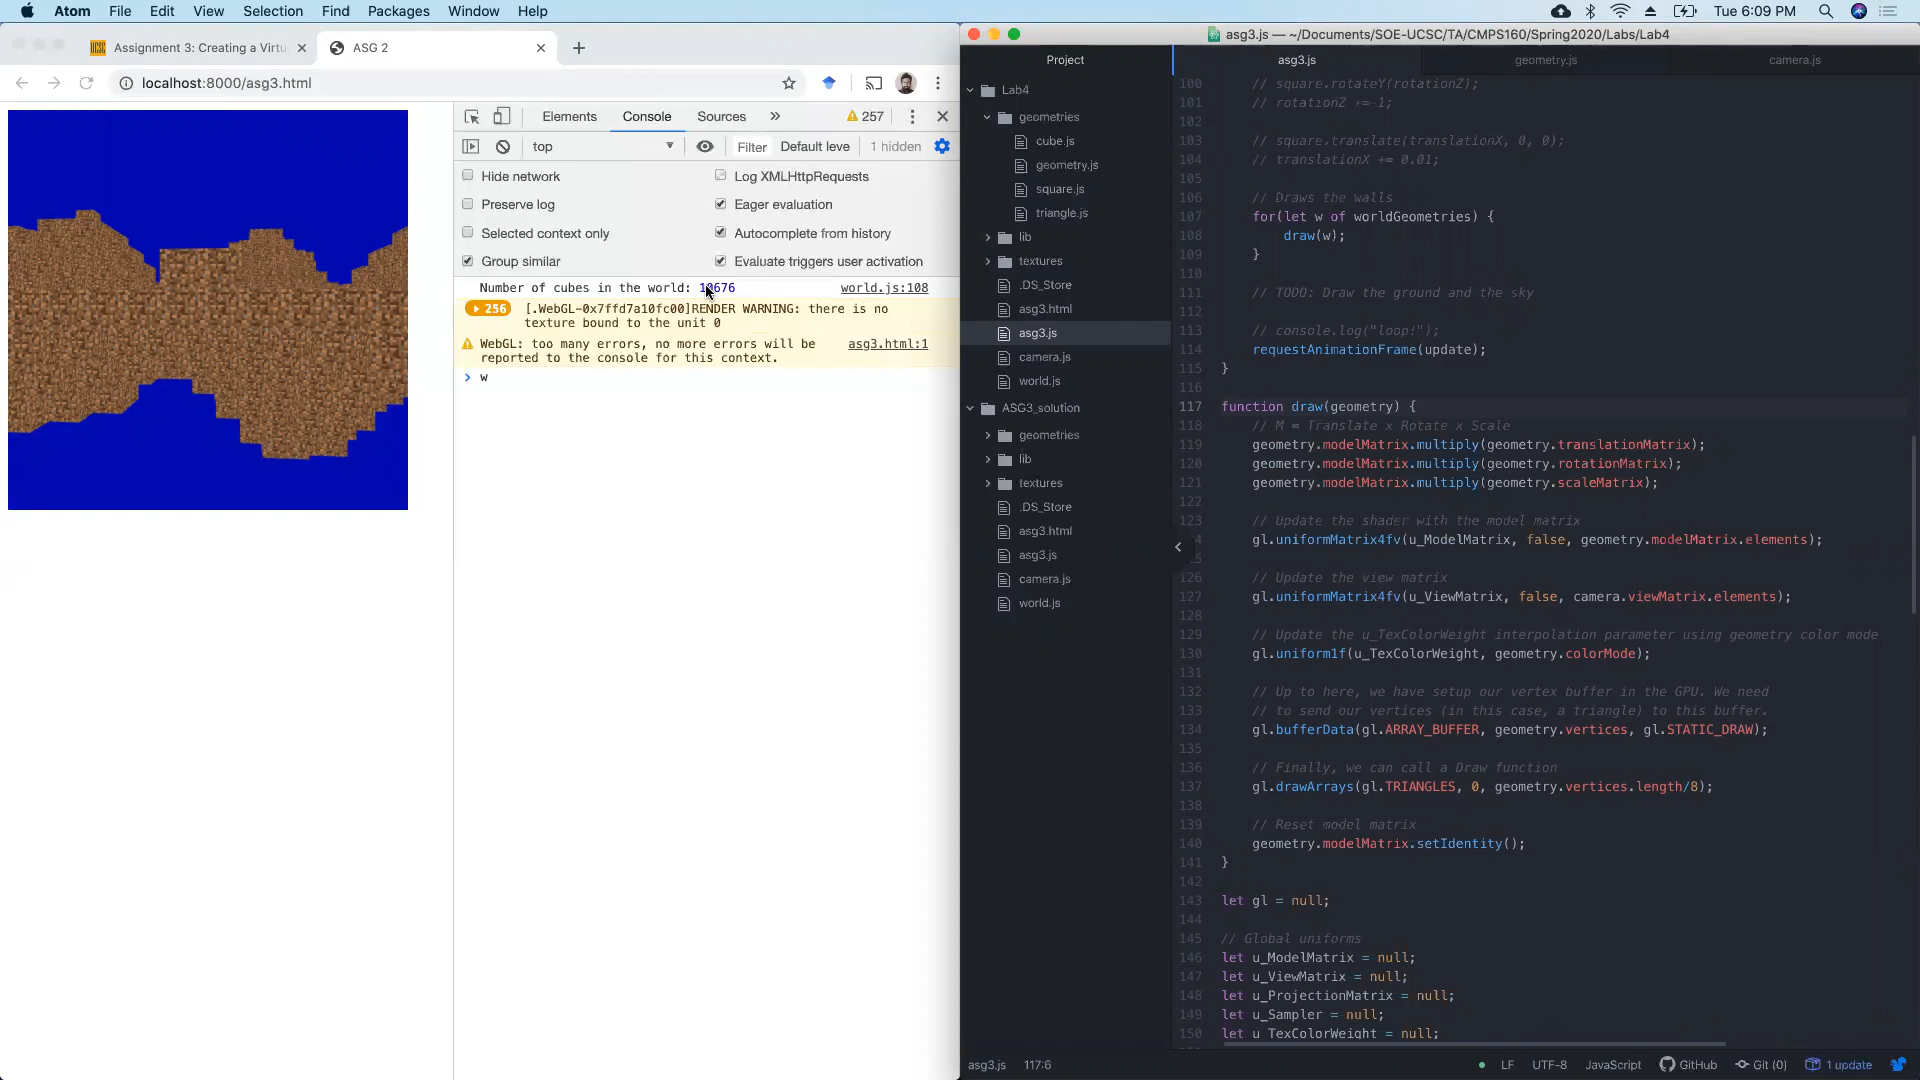 Atom File Edit View Selection Find Packages Window Help
Tue 6:09 PM
Assignment 3: Creating a Virtu
ASG 2
localhost:8000/asg3.html
Elements Console Sources » 257
top Filter Default leve 1 hidden
Hide network
Log XMLHttpRequests
Preserve log
Eager evaluation
Selected context only
Autocomplete from history
Group similar
Evaluate triggers user activation
Number of cubes in the world: world.js:108
256 [.WebGL-0x7ffd7a10fc00]RENDER WARNING: there is no
texture bound to the unit 0
WebGL: too many errors, no more errors will be asg3.html:1
reported to the console for this context.
> w
asg3.js — ~/Documents/SOE-UCSC/TA/CMPS160/Spring2020/Labs/Lab4
Project
Lab4
geometries
cube.js
geometry.js
square.js
triangle.js
lib
textures
.DS_Store
asg3.html
asg3.js
camera.js
world.js
ASG3_solution
geometries
lib
textures
.DS_Store
asg3.html
asg3.js
camera.js
world.js
asg3.js geometry.js camera.js
100 // square.rotateY(rotationZ);
101 // rotationZ += 1;
102
103 // square.translate(translationX, 0, 0);
104 // translationX += 0.01;
105
106 // Draws the walls
107 for(let w of worldGeometries) {
108 draw(w);
109 }
110
111 // TODO: Draw the ground and the sky
112
113 // console.log("loop!");
114 requestAnimationFrame(update);
115 }
116
117 function draw(geometry) {
118 // M = Translate x Rotate x Scale
119 geometry.modelMatrix.multiply(geometry.translationMatrix);
120 geometry.modelMatrix.multiply(geometry.rotationMatrix);
121 geometry.modelMatrix.multiply(geometry.scaleMatrix);
122
123 // Update the shader with the model matrix
4 gl.uniformMatrix4fv(u_ModelMatrix, false, geometry.modelMatrix.elements);
5
126 // Update the view matrix
127 gl.uniformMatrix4fv(u_ViewMatrix, false, camera.viewMatrix.elements);
128
129 // Update the u_TexColorWeight interpolation parameter using geometry color mode
130 gl.uniform1f(u_TexColorWeight, geometry.colorMode);
131
132 // Up to here, we have setup our vertex buffer in the GPU. We need
133 // to send our vertices (in this case, a triangle) to this buffer.
134 gl.bufferData(gl.ARRAY_BUFFER, geometry.vertices, gl.STATIC_DRAW);
135
136 // Finally, we can call a Draw function
137 gl.drawArrays(gl.TRIANGLES, 0, geometry.vertices.length/8);
138
139 // Reset model matrix
140 geometry.modelMatrix.setIdentity();
141 }
142
143 let gl = null;
144
145 // Global uniforms
146 let u_ModelMatrix = null;
147 let u_ViewMatrix = null;
148 let u_ProjectionMatrix = null;
149 let u_Sampler = null;
150 let u_TexColorWeight = null;
asg3.js 117:6
LF UTF-8 JavaScript GitHub Git (0) 1 update